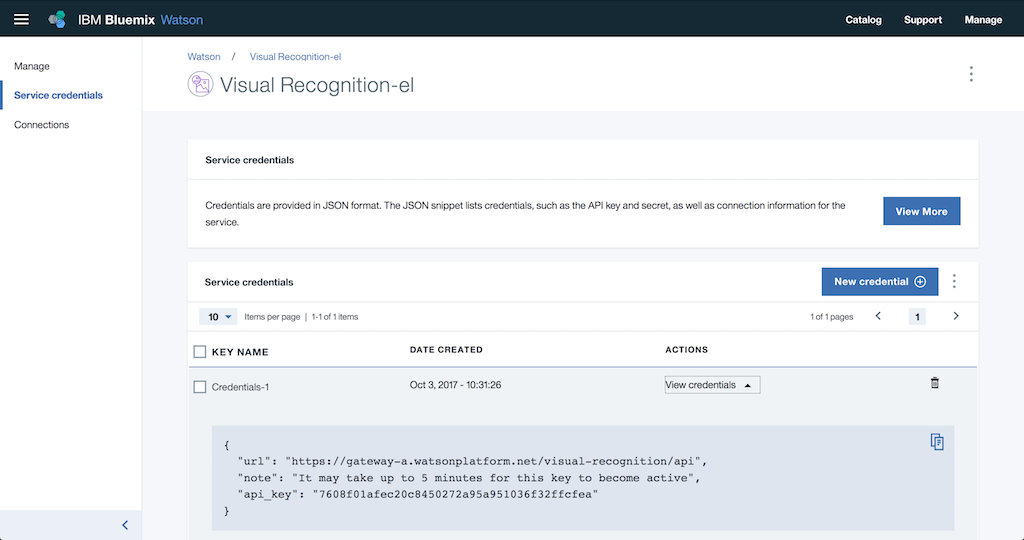 IBM Bluemix Watson
Catalog Support Manage
Manage
Service credentials
Connections
Watson / Visual Recognition-el
Visual Recognition-el
Service credentials
Credentials are provided in JSON format. The JSON snippet lists credentials, such as the API key and secret, as well as connection information for the
service.
View More
Service credentials
New credential
10 Items per page | 1-1 of 1 items
1 of 1 pages < 1 >
KEY NAME DATE CREATED ACTIONS
Credentials-1 Oct 3, 2017 - 10:31:26 View credentials
{
"url": "https://gateway-a.watsonplatform.net/visual-recognition/api",
"note": "It may take up to 5 minutes for this key to become active",
"api_key": "7608f01afec20c8450272a95a951036f32ffcfea"
}